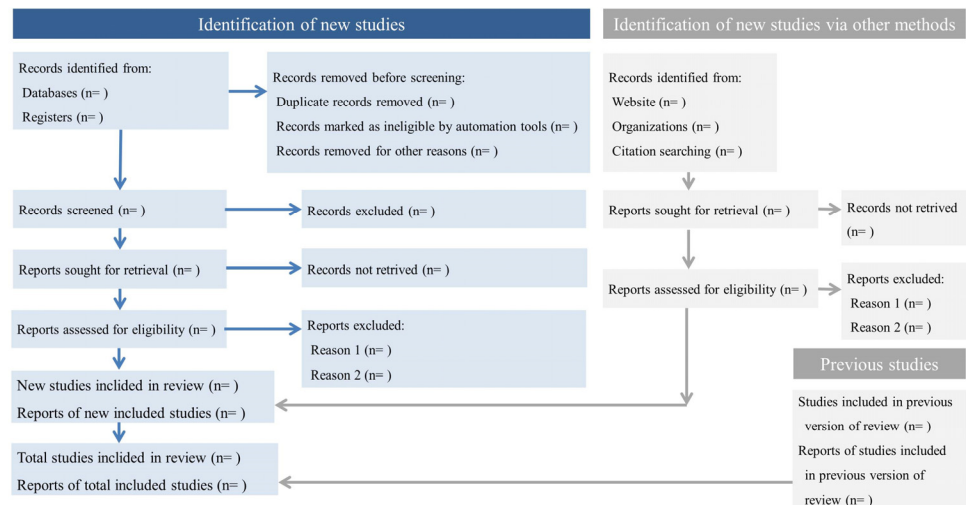 Identification of new studies
Records identified from:
Databases (n= )
Registers (n= )
Records removed before screening:
Duplicate records removed (n= )
Records marked as ineligible by automation tools (n= )
Records removed for other reasons (n= )
Records screened (n= )
Records excluded (n= )
Reports sought for retrieval (n= )
Records not retrived (n= )
Reports assessed for eligibility (n= )
Reports excluded:
Reason 1 (n= )
Reason 2 (n= )
New studies inclided in review (n= )
Reports of new included studies (n= )
Total studies inclided in review (n= )
Reports of total included studies (n= )
Identification of new studies via other methods
Records identified from:
Website (n= )
Organizations (n= )
Citation searching (n= )
Reports sought for retrieval (n= )
Records not retrived
(n= )
Reports assessed for eligibility (n= )
Reports excluded:
Reason 1 (n= )
Reason 2 (n= )
Previous studies
Studies included in previous
version of review (n= )
Reports of studies included
in previous version of
review (n= )